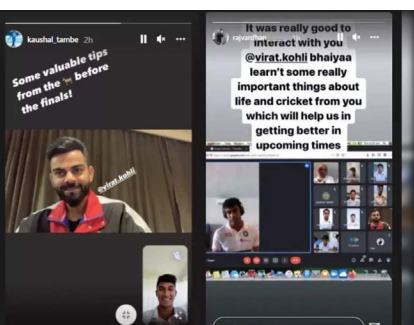 kaushal_tambe 2h
Some valuable tips
from the 🐐 before
the finals!
@virat.kohli
It was really good to
interact with you
@virat.kohli bhaiyaa
learn't some really
important things about
life and cricket from you
which will help us in
getting better in
upcoming times
rajvardhan